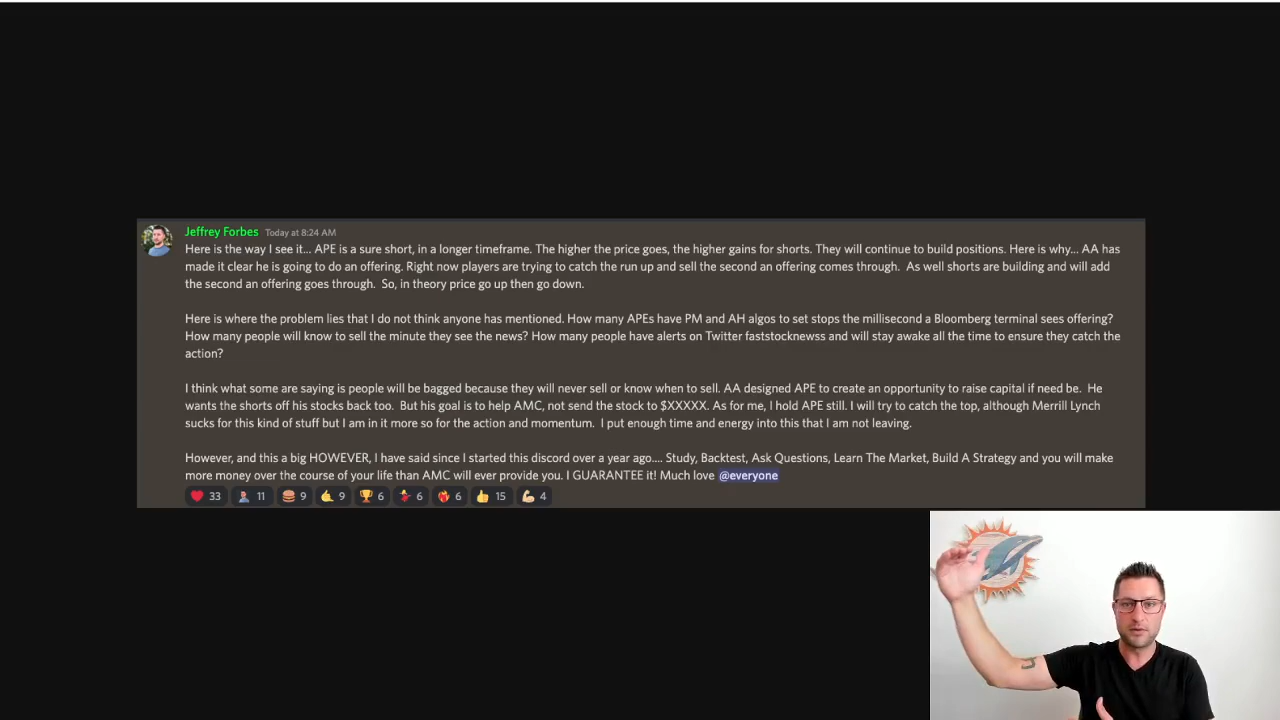 Jeffrey Forbes Today at 8:24 AM
Here is the way I see it... APE is a sure short, in a longer timeframe. The higher the price goes, the higher gains for shorts. They will continue to build positions. Here is why... AA has
made it clear he is going to do an offering. Right now players are trying to catch the run up and sell the second an offering comes through. As well shorts are building and will add
the second an offering goes through. So, in theory price go up then go down.
Here is where the problem lies that I do not think anyone has mentioned. How many APEs have PM and AH algos to set stops the millisecond a Bloomberg terminal sees offering?
How many people will know to sell the minute they see the news? How many people have alerts on Twitter faststocknewss and will stay awake all the time to ensure they catch the
action?
I think what some are saying is people will be bagged because they will never sell or know when to sell. AA designed APE to create an opportunity to raise capital if need be. He
wants the shorts off his stocks back too. But his goal is to help AMC, not send the stock to $XXXXX. As for me, I hold APE still. I will try to catch the top, although Merrill Lynch
sucks for this kind of stuff but I am in it more so for the action and momentum. I put enough time and energy into this that I am not leaving.
However, and this a big HOWEVER, I have said since I started this discord over a year ago.... Study, Backtest, Ask Questions, Learn The Market, Build A Strategy and you will make
more money over the course of your life than AMC will ever provide you. I GUARANTEE it! Much love @everyone
33 11 9 9 6 6 6 15 4